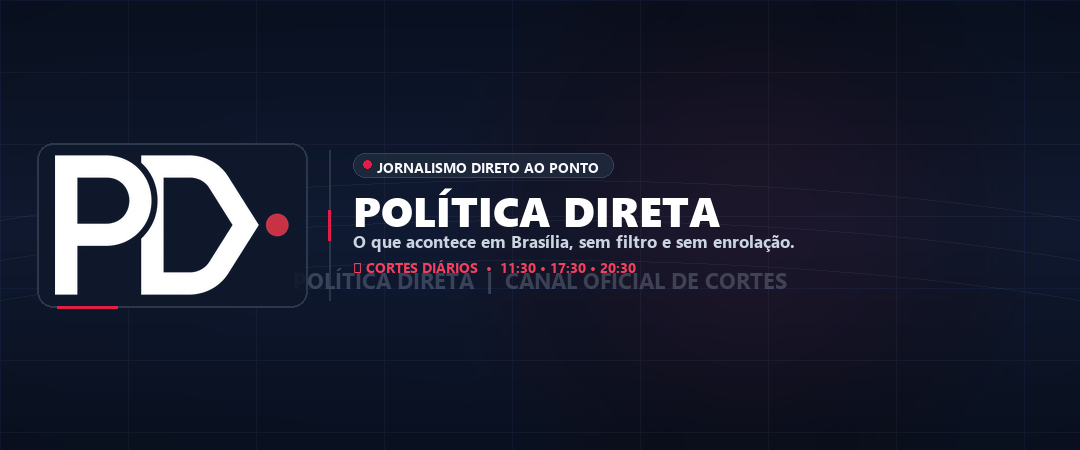 PD
JORNALISMO DIRETO AO PONTO
POLÍTICA DIRETA
O que acontece em Brasília, sem filtro e sem enrolação.
CORTES DIÁRIOS • 11:30 • 17:30 • 20:30
POLÍTICA DIRETA | CANAL OFICIAL DE CORTES